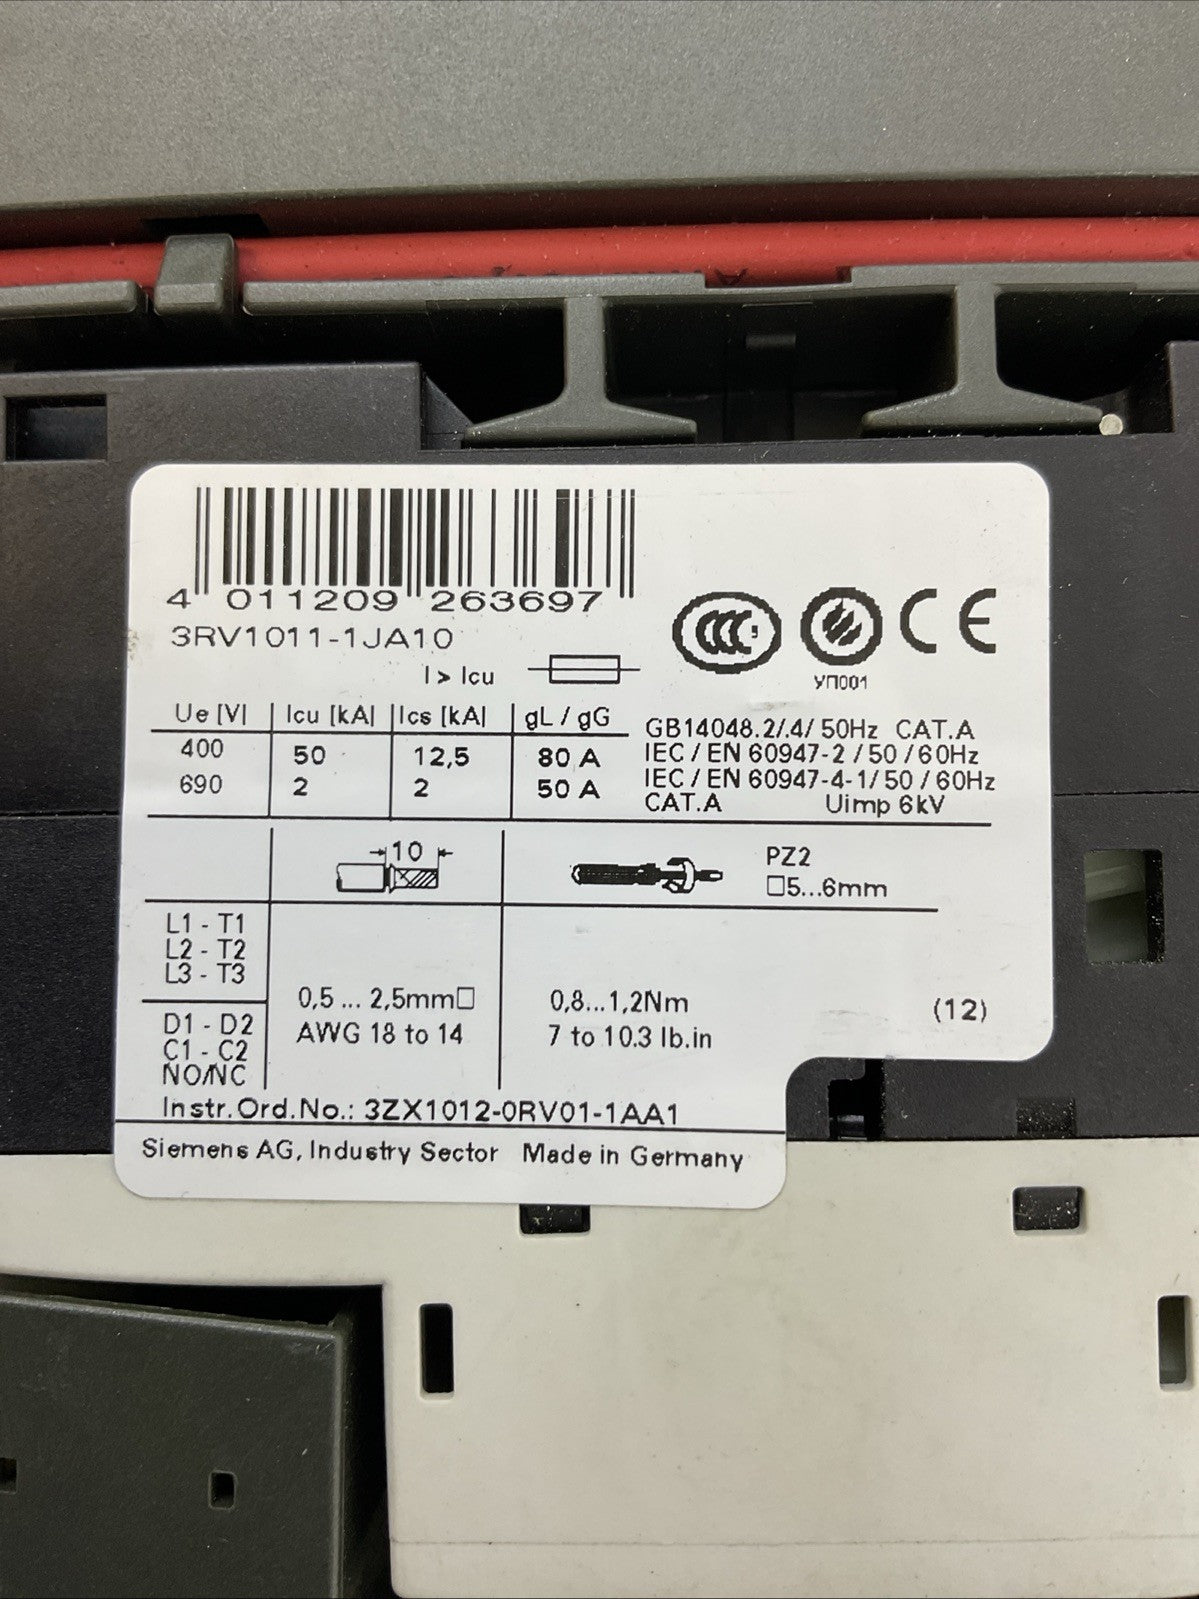 4 011209 263697
3RV1011-1JA10
I > Icu
CCC
УП001
CE
Ue [V] Icu [kA] Ics [kA] gL / gG
400 50 12,5 80 A
690 2 2 50 A
GB14048.2/.4/ 50Hz CAT.A
IEC / EN 60947-2 / 50 / 60Hz
IEC / EN 60947-4-1/ 50 / 60Hz
CAT.A Uimp 6kV
10
PZ2
□5...6mm
L1 - T1
L2 - T2
L3 - T3
D1 - D2
C1 - C2
NO/NC
0,5 ... 2,5mm□
AWG 18 to 14
0,8...1,2Nm
7 to 10.3 lb.in
(12)
Instr.Ord.No.: 3ZX1012-0RV01-1AA1
Siemens AG, Industry Sector Made in Germany